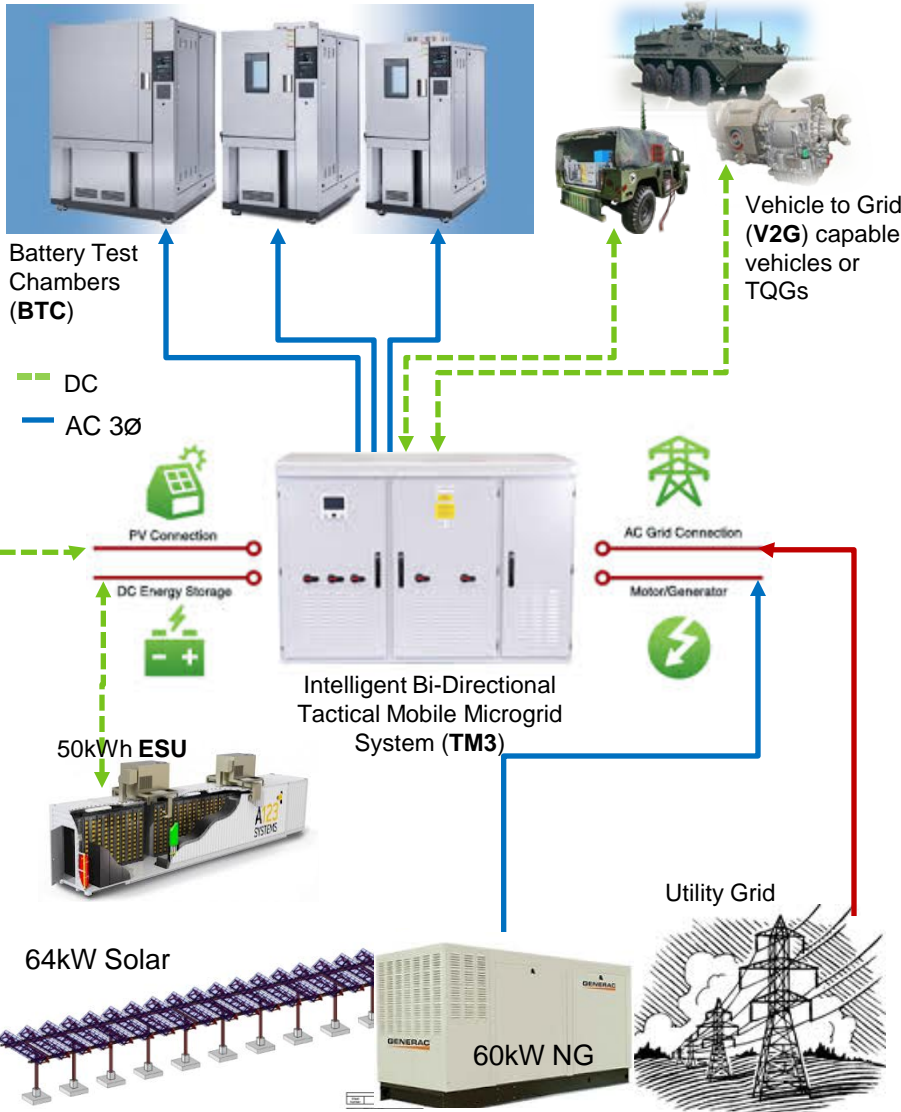 Battery Test
Chambers
(BTC)
Vehicle to Grid
(V2G) capable
vehicles or
TQGs
DC
AC 3Ø
PV Connection
DC Energy Storage
AC Grid Connection
Motor/Generator
Intelligent Bi-Directional
Tactical Mobile Microgrid
System (TM3)
50kWh ESU
A123
SYSTEMS
Utility Grid
64kW Solar
GENERAC
GENERAC
60kW NG